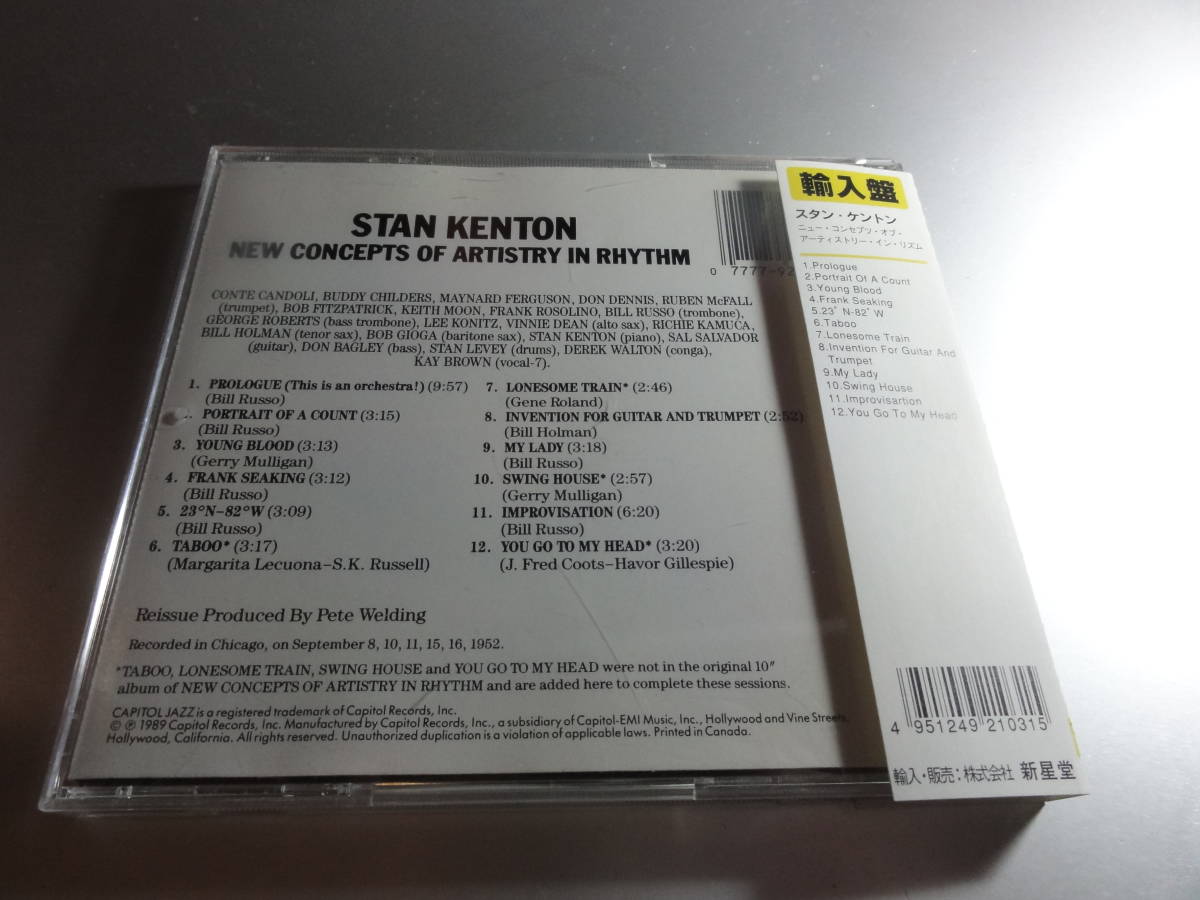 STAN KENTON
NEW CONCEPTS OF ARTISTRY IN RHYTHM
0 7777-92
CONTE CANDOLI, BUDDY CHILDERS, MAYNARD FERGUSON, DON DENNIS, RUBEN McFALL
(trumpet), BOB FITZPATRICK, KEITH MOON, FRANK ROSOLINO, BILL RUSSO (trombone),
GEORGE ROBERTS (bass trombone), LEE KONITZ, VINNIE DEAN (alto sax), RICHIE KAMUCA,
BILL HOLMAN (tenor sax), BOB GIOGA (baritone sax), STAN KENTON (piano), SAL SALVADOR
(guitar), DON BAGLEY (bass), STAN LEVEY (drums), DEREK WALTON (conga),
KAY BROWN (vocal-7).
1. PROLOGUE (This is an orchestra!) (9:57)
(Bill Russo)
PORTRAIT OF A COUNT (3:15)
(Bill Russo)
3. YOUNG BLOOD (3:13)
(Gerry Mulligan)
4. FRANK SEAKING (3:12)
(Bill Russo)
5. 23°N-82°W (3:09)
(Bill Russo)
6. TABOO* (3:17)
(Margarita Lecuona-S.K. Russell)
7. LONESOME TRAIN* (2:46)
(Gene Roland)
8. INVENTION FOR GUITAR AND TRUMPET (2:52)
(Bill Holman)
9. MY LADY (3:18)
(Bill Russo)
10. SWING HOUSE* (2:57)
(Gerry Mulligan)
11. IMPROVISATION (6:20)
(Bill Russo)
12. YOU GO TO MY HEAD* (3:20)
(J. Fred Coots-Havor Gillespie)
Reissue Produced By Pete Welding
Recorded in Chicago, on September 8, 10, 11, 15, 16, 1952.
*TABOO, LONESOME TRAIN, SWING HOUSE and YOU GO TO MY HEAD were not in the original 10"
album of NEW CONCEPTS OF ARTISTRY IN RHYTHM and are added here to complete these sessions.
CAPITOL JAZZ is a registered trademark of Capitol Records, Inc.
© ℗ 1989 Capitol Records, Inc. Manufactured by Capitol Records, Inc., a subsidiary of Capitol-EMI Music, Inc., Hollywood and Vine Streets,
Hollywood, California. All rights reserved. Unauthorized duplication is a violation of applicable laws. Printed in Canada.
輸入盤
スタン・ケントン
ニュー・コンセプツ・オブ・
アーティストリー・イン・リズム
1.Prologue
2.Portrait Of A Count
3.Young Blood
4.Frank Seaking
5.23° N-82° W
6.Taboo
7.Lonesome Train
8.Invention For Guitar And
Trumpet
9.My Lady
10.Swing House
11.Improvisartion
12.You Go To My Head
4 951249 210315
輸入・販売:株式会社 新星堂